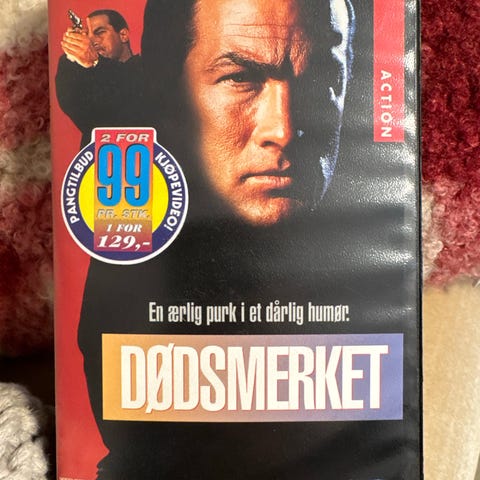 ACTION
2 FOR
PANGTILBUD
99
KJØPEVIDEO!
PR. STK.
1 FOR
129,-
En ærlig purk i et dårlig humør.
DØDSMERKET